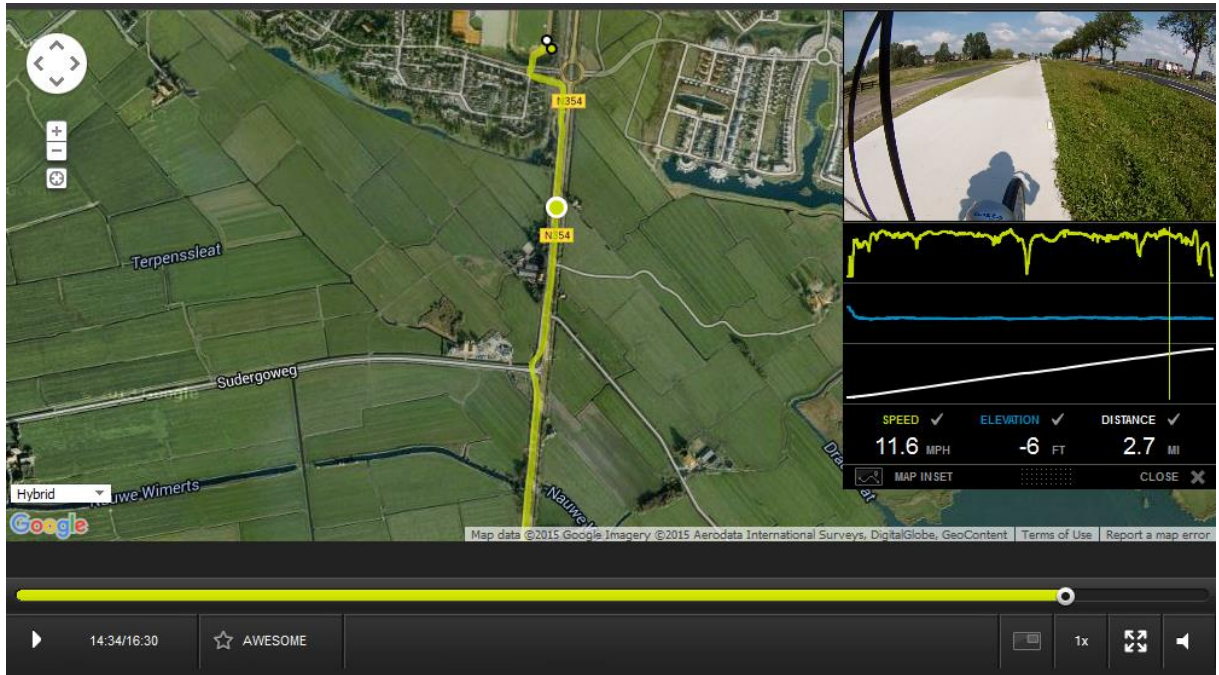 N354
N354
Terpenssleat
Sudergoweg
Nauwe Wimerts
SPEED ELEVATION DISTANCE
11.6 MPH -6 FT 2.7 MI
MAP INSET CLOSE
Hybrid
Google
Map data ©2015 Google Imagery ©2015 Aerodata International Surveys, DigitalGlobe, GeoContent Terms of Use Report a map error
14:34/16:30 AWESOME 1x